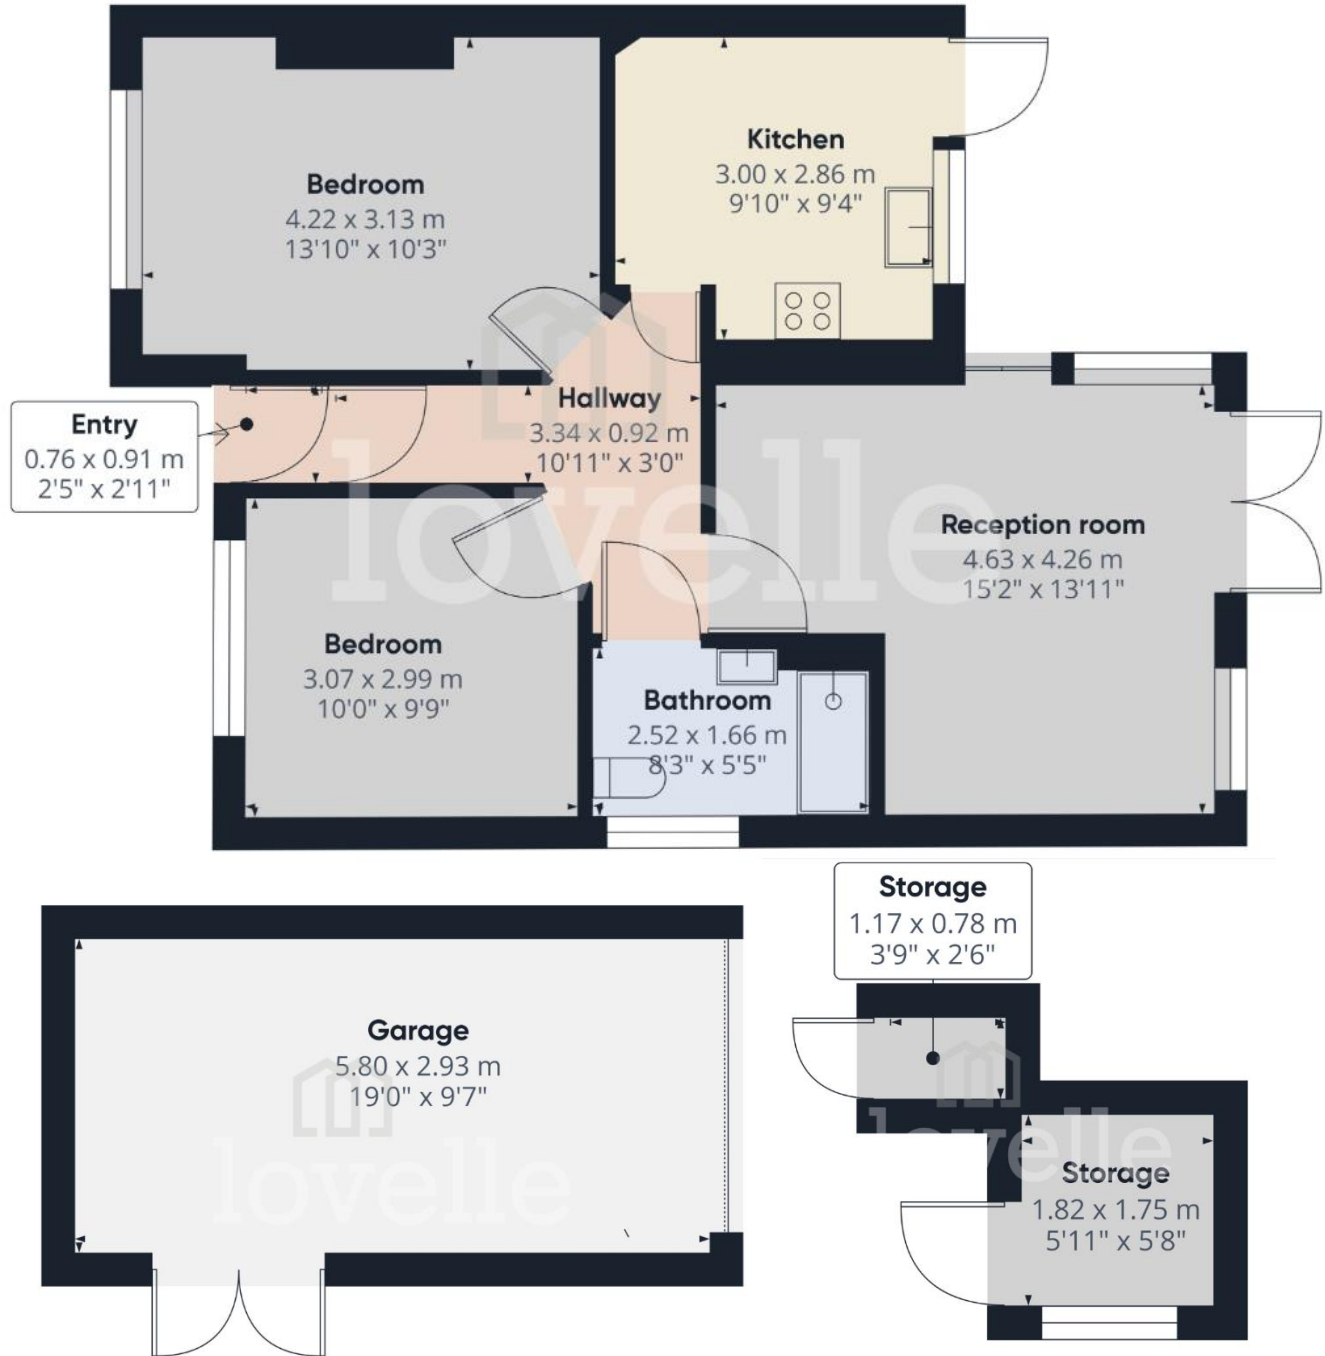 Bedroom
4.22 x 3.13 m
13'10" x 10'3"
Kitchen
3.00 x 2.86 m
9'10" x 9'4"
Entry
0.76 x 0.91 m
2'5" x 2'11"
Hallway
3.34 x 0.92 m
10'11" x 3'0"
lovelle
Reception room
4.63 x 4.26 m
15'2" x 13'11"
Bedroom
3.07 x 2.99 m
10'0" x 9'9"
Bathroom
2.52 x 1.66 m
8'3" x 5'5"
Storage
1.17 x 0.78 m
3'9" x 2'6"
Garage
5.80 x 2.93 m
19'0" x 9'7"
lovelle
lovelle
Storage
1.82 x 1.75 m
5'11" x 5'8"